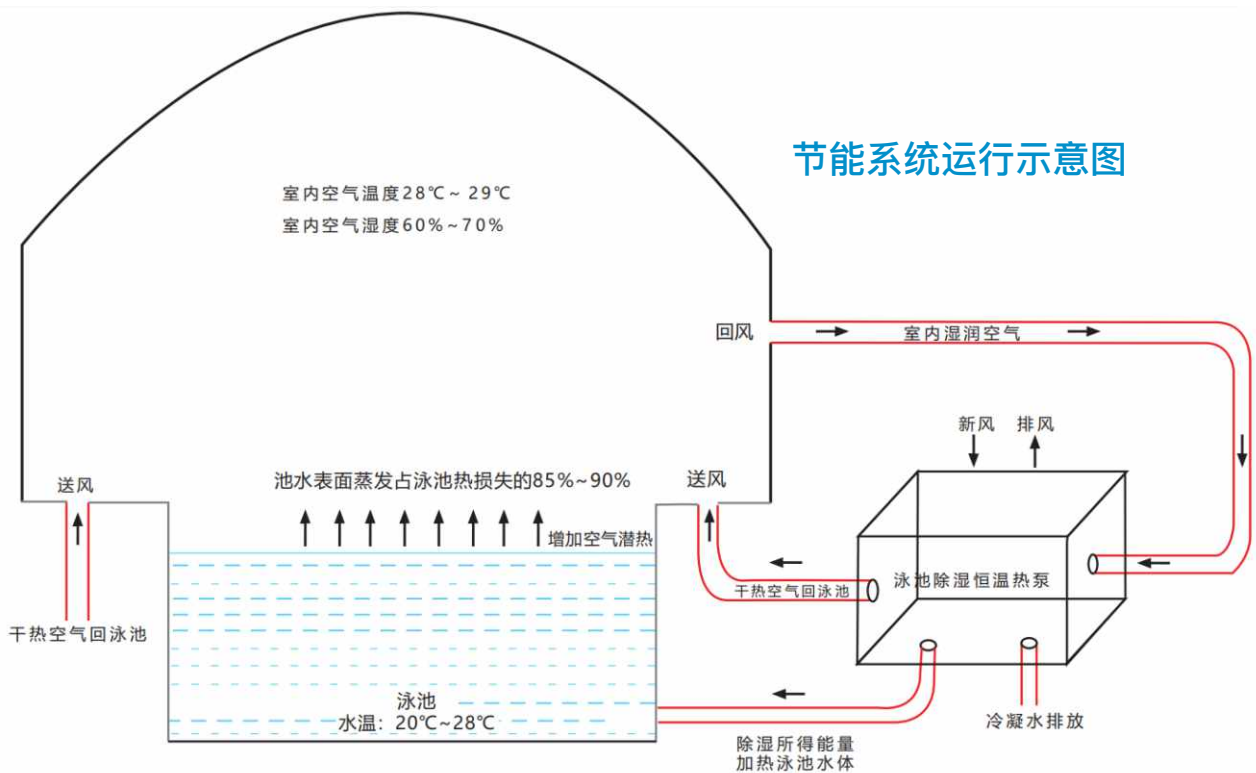 节能系统运行示意图
室内空气温度28℃~ 29℃
室内空气湿度60%~70%
回风
室内湿润空气
新风
排风
池水表面蒸发占泳池热损失的85%~90%
送风
送风
增加空气潜热
泳池除湿恒温热泵
干热空气回泳池
干热空气回泳池
泳池
水温：20℃~28℃
冷凝水排放
除湿所得能量
加热泳池水体